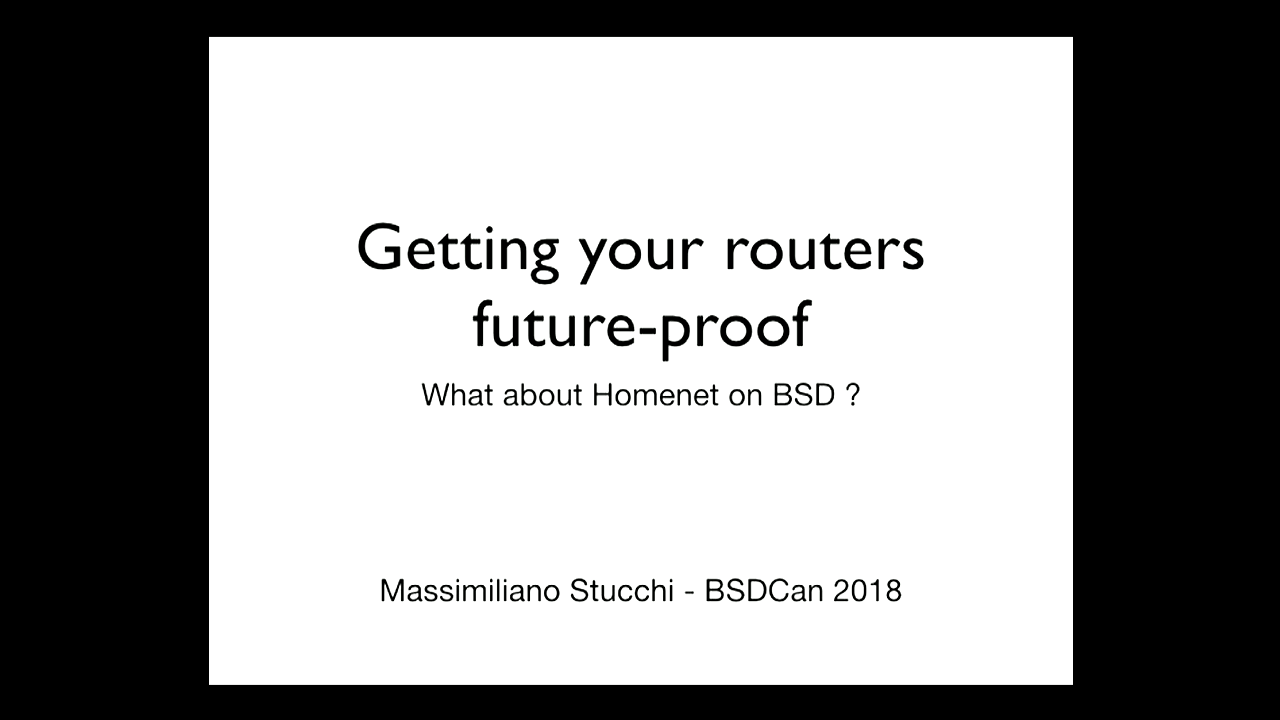 Getting your routers
future-proof
What about Homenet on BSD ?
Massimiliano Stucchi - BSDCan 2018